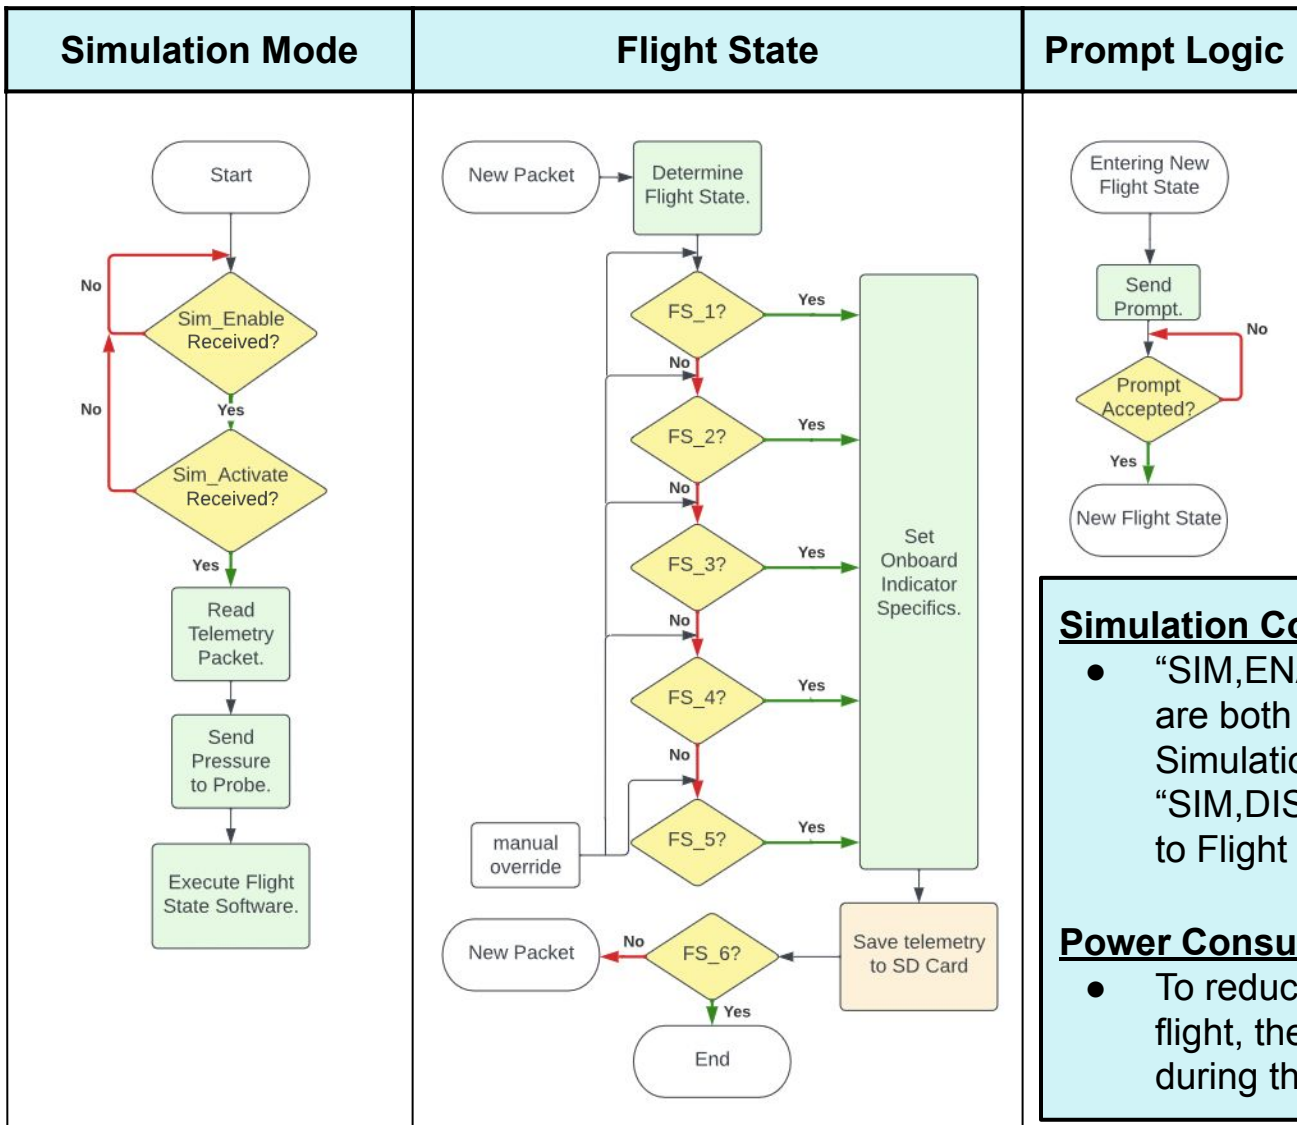 Simulation Mode
Flight State
Prompt Logic
Start
No
Sim_Enable
Received?
Yes
No
Sim_Activate
Received?
Yes
Read
Telemetry
Packet.
Send
Pressure
to Probe.
Execute Flight
State Software.
New Packet
Determine
Flight State.
FS_1?
Yes
No
FS_2?
Yes
No
FS_3?
Yes
No
FS_4?
Yes
No
manual
override
FS_5?
Yes
Set
Onboard
Indicator
Specifics.
Save telemetry
to SD Card
FS_6?
No
New Packet
Yes
End
Entering New
Flight State
Send
Prompt.
No
Prompt
Accepted?
Yes
New Flight State
Simulation Co
● “SIM,ENA
are both
Simulatio
“SIM,DIS
to Flight
Power Consu
● To reduc
flight, the
during th